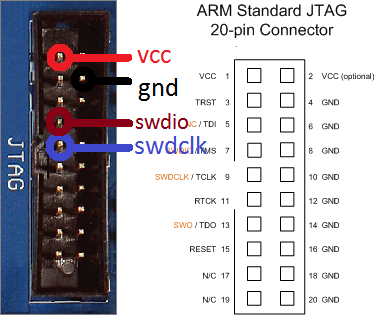 ARM Standard JTAG
20-pin Connector
vcc
gnd
swdio
swdclk
JTAG
VCC 1 2 VCC (optional)
TRST 3 4 GND
NC / TDI 5 6 GND
/ TMS 7 8 GND
SWDCLK / TCLK 9 10 GND
RTCK 11 12 GND
SWO / TDO 13 14 GND
RESET 15 16 GND
N/C 17 18 GND
N/C 19 20 GND